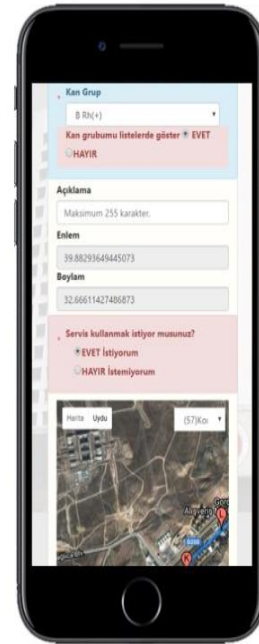 * Kan Grup
B Rh(+)
Kan grubumu listelerde göster EVET
HAYIR
Açıklama
Maksimum 255 karakter.
Enlem
39.88293649445073
Boylam
32.66611427486873
* Servis kullanmak istiyor musunuz?
EVET İstiyorum
HAYIR İstemiyorum
Harita Uydu
(57)Koı
Alışveriş
K
L